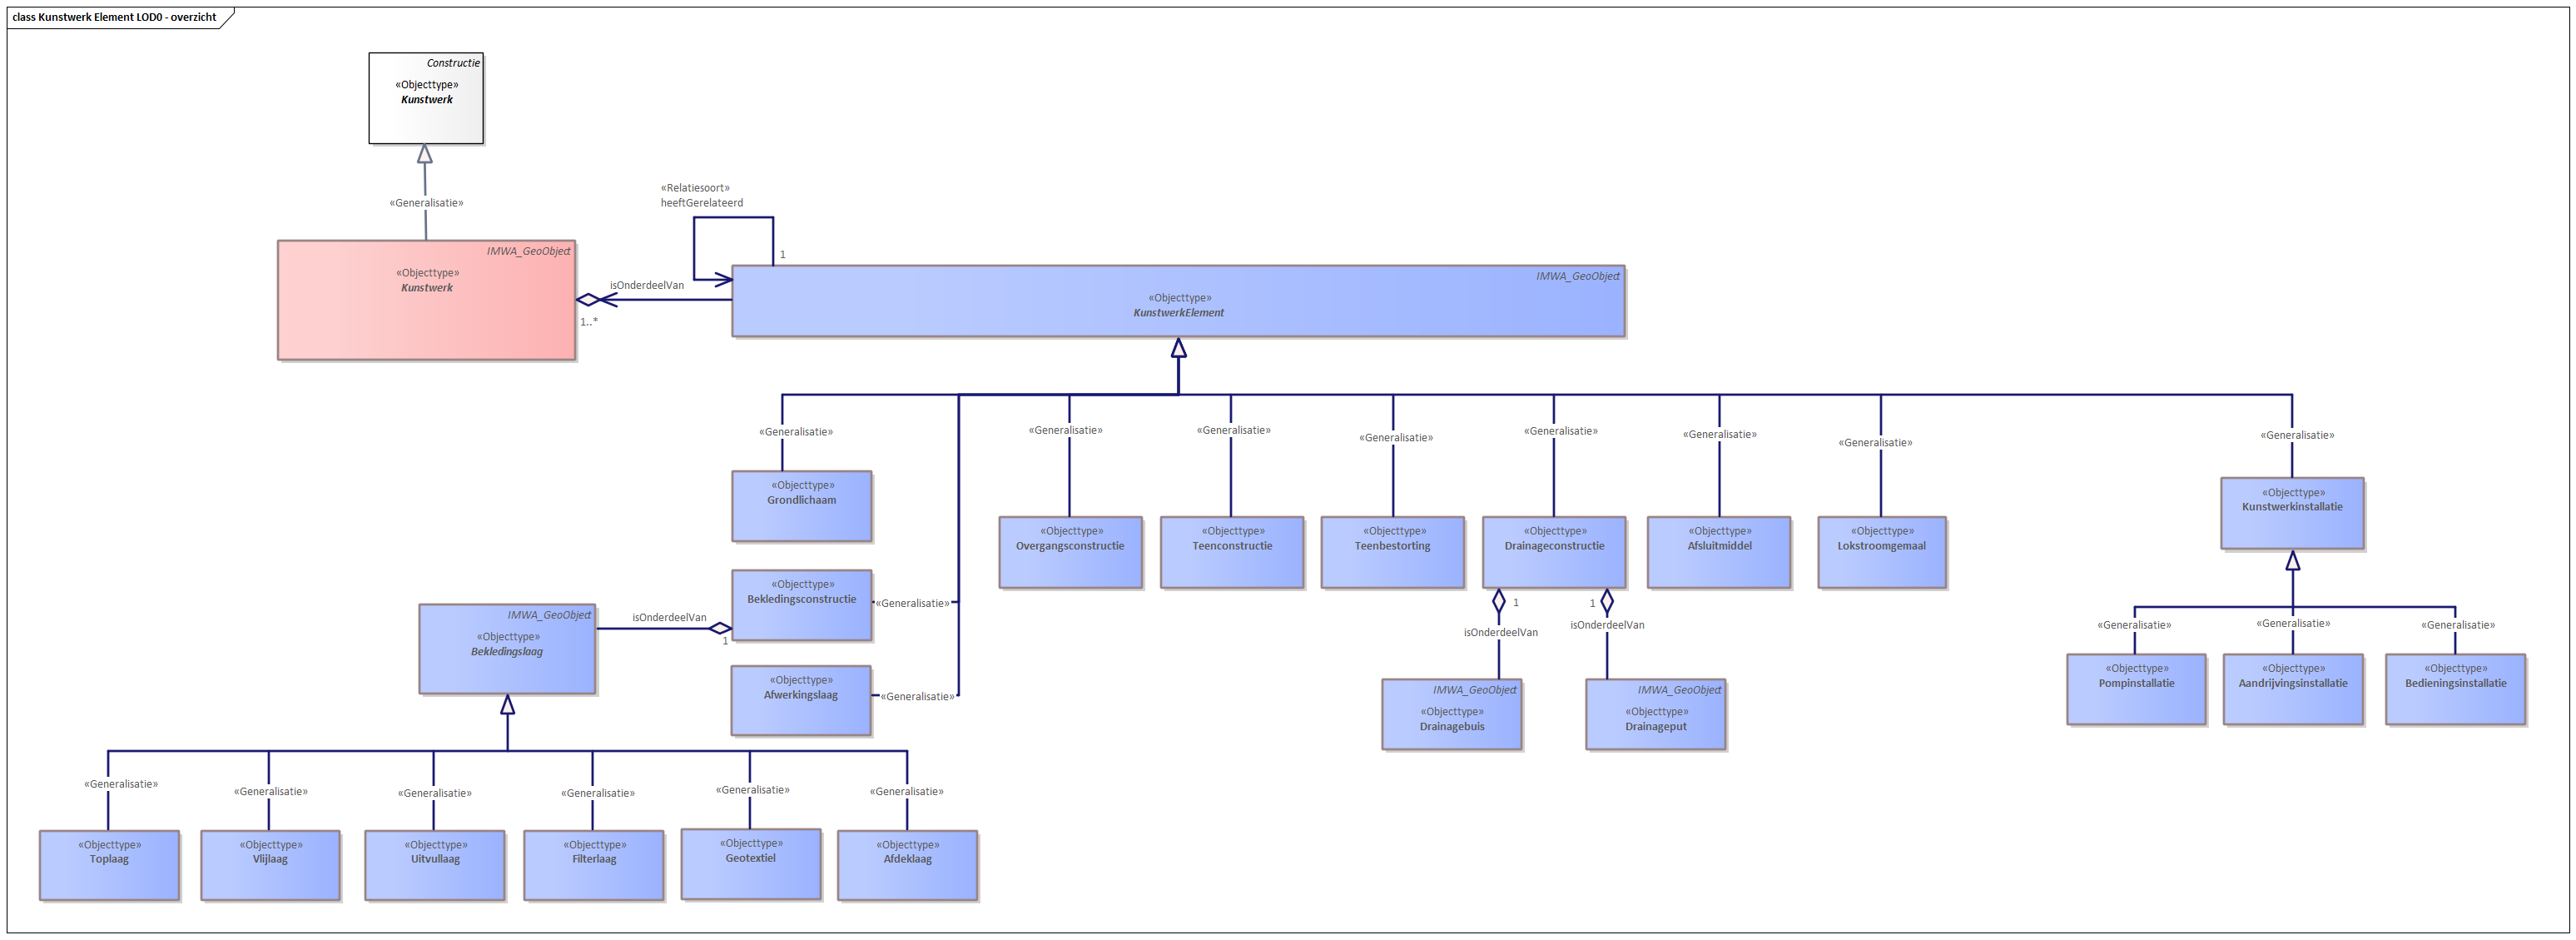 class Kunstwerk Element LOD0 - overzicht
Constructie
«Objecttype»
Kunstwerk
«Generalisatie»
IMWA_GeoObject
«Objecttype»
Kunstwerk
«Relatiesoort»
heeftGerelateerd
1
isOnderdeelVan
1..*
IMWA_GeoObject
«Objecttype»
KunstwerkElement
«Generalisatie»
«Generalisatie»
«Generalisatie»
«Generalisatie»
«Generalisatie»
«Generalisatie»
«Generalisatie»
«Generalisatie»
«Objecttype»
Grondlichaam
«Objecttype»
Overgangsconstructie
«Objecttype»
Teenconstructie
«Objecttype»
Teenbestorting
«Objecttype»
Drainageconstructie
«Objecttype»
Afsluitmiddel
«Objecttype»
Lokstroomgemaal
«Objecttype»
Kunstwerkinstallatie
«Objecttype»
Bekledingsconstructie
«Generalisatie»
isOnderdeelVan
1
IMWA_GeoObject
«Objecttype»
Bekledingslaag
«Objecttype»
Afwerkingslaag
«Generalisatie»
1
isOnderdeelVan
1
isOnderdeelVan
IMWA_GeoObject
«Objecttype»
Drainagebuis
IMWA_GeoObject
«Objecttype»
Drainageput
«Generalisatie»
«Generalisatie»
«Generalisatie»
«Objecttype»
Pompinstallatie
«Objecttype»
Aandrijvingsinstallatie
«Objecttype»
Bedieningsinstallatie
«Generalisatie»
«Generalisatie»
«Generalisatie»
«Generalisatie»
«Generalisatie»
«Generalisatie»
«Objecttype»
Toplaag
«Objecttype»
Vlijlaag
«Objecttype»
Uitvullaag
«Objecttype»
Filterlaag
«Objecttype»
Geotextiel
«Objecttype»
Afdeklaag